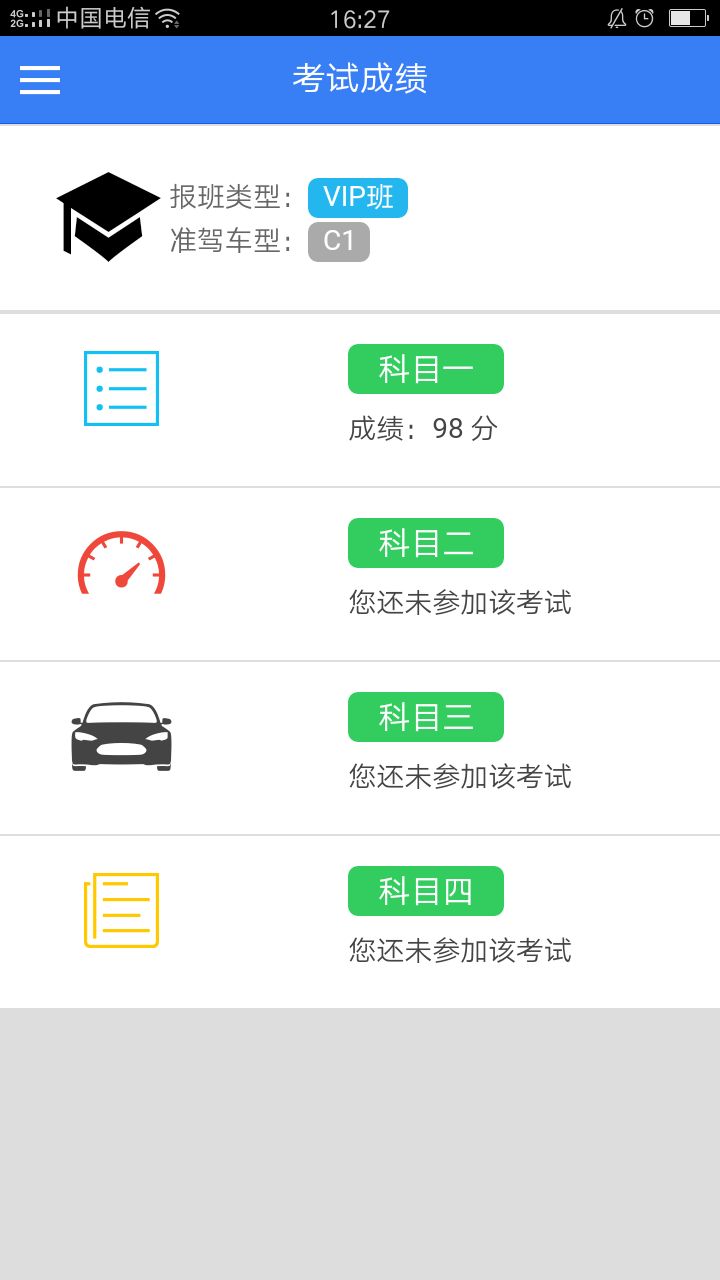 4G 2G 中国电信 16:27
考试成绩
报班类型： VIP班
准驾车型： C1
科目一
成绩：98 分
科目二
您还未参加该考试
科目三
您还未参加该考试
科目四
您还未参加该考试